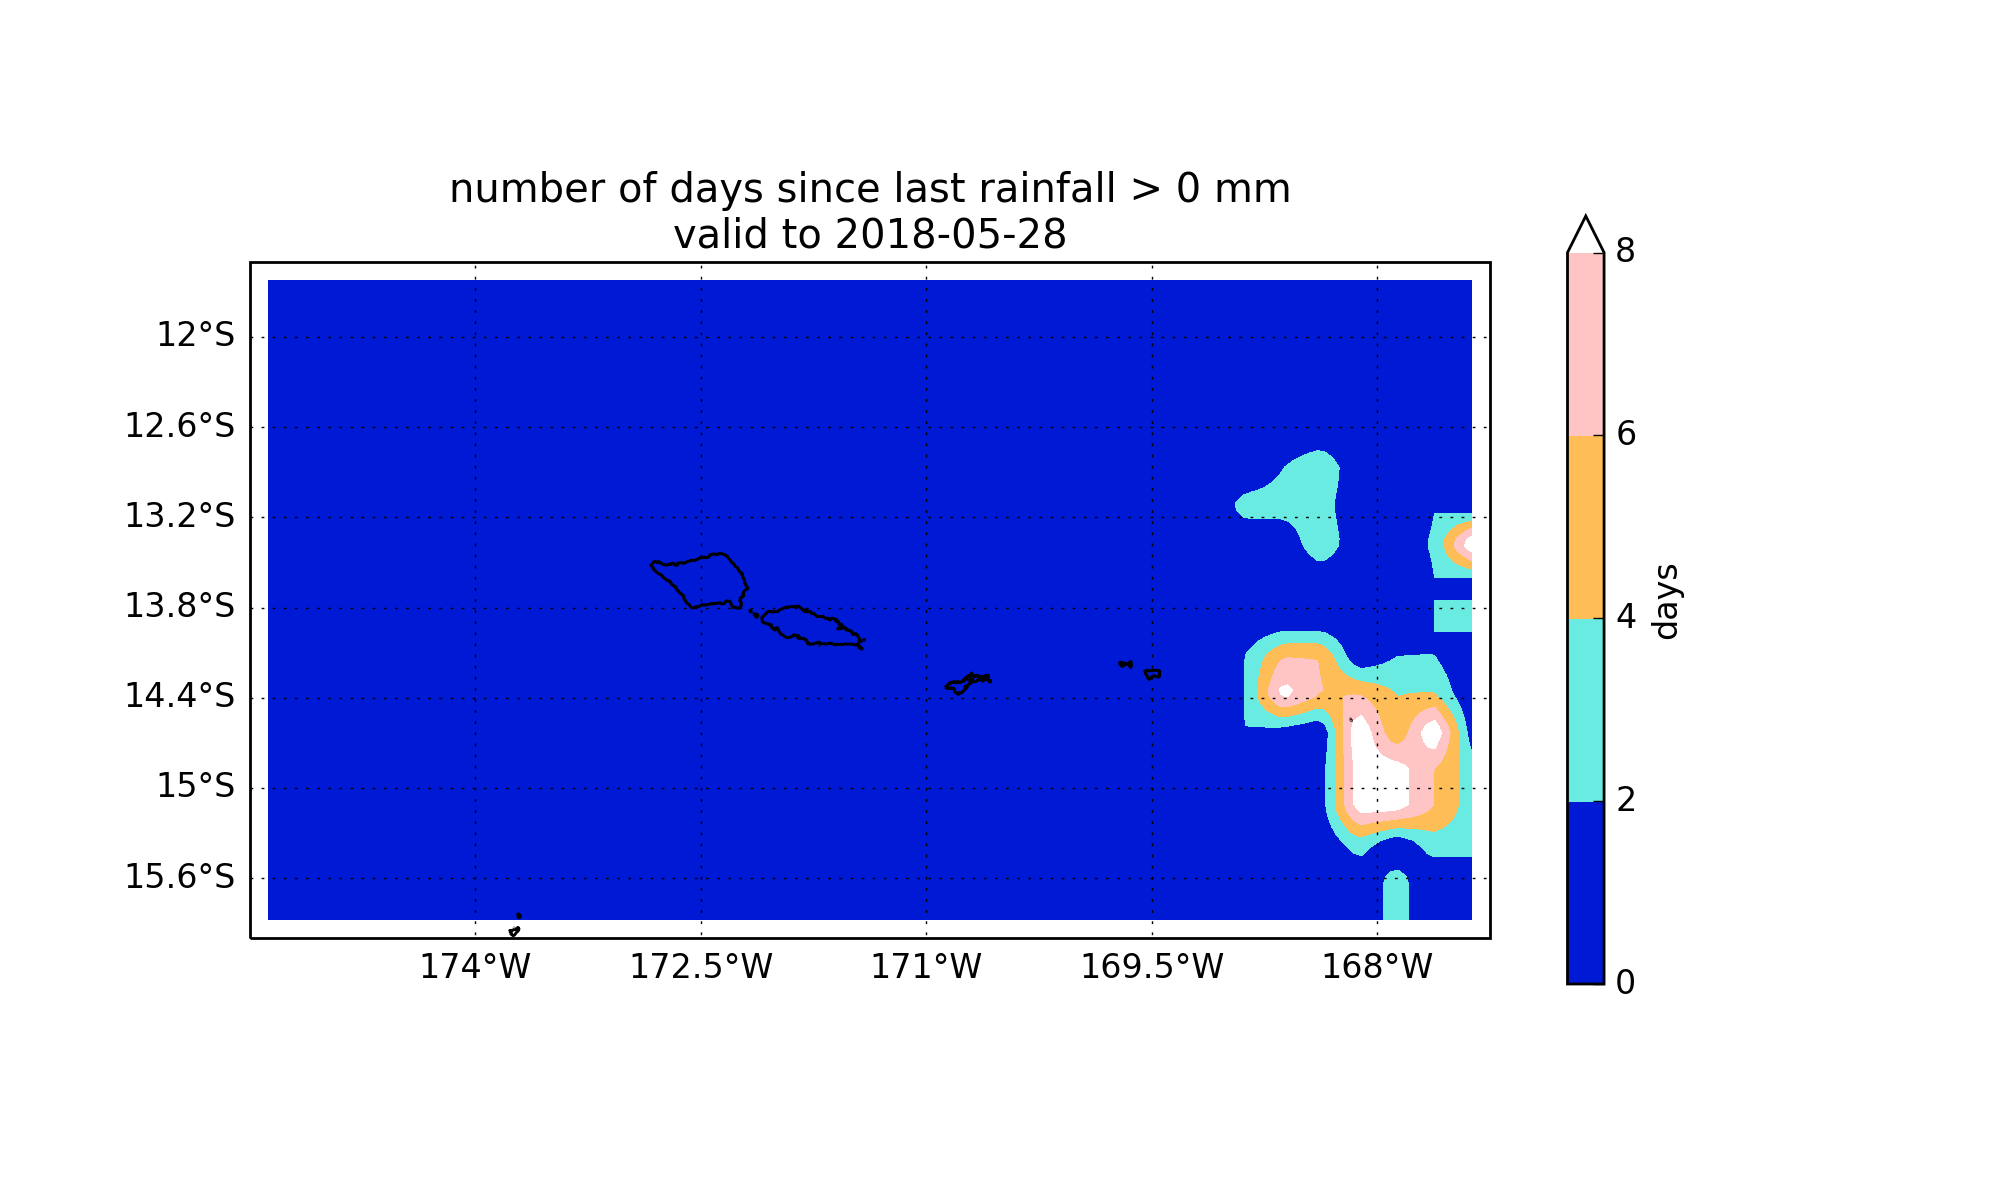 number of days since last rainfall > 0 mm
valid to 2018-05-28
12°S
12.6°S
13.2°S
13.8°S
14.4°S
15°S
15.6°S
174°W
172.5°W
171°W
169.5°W
168°W
8
6
4
2
0
days